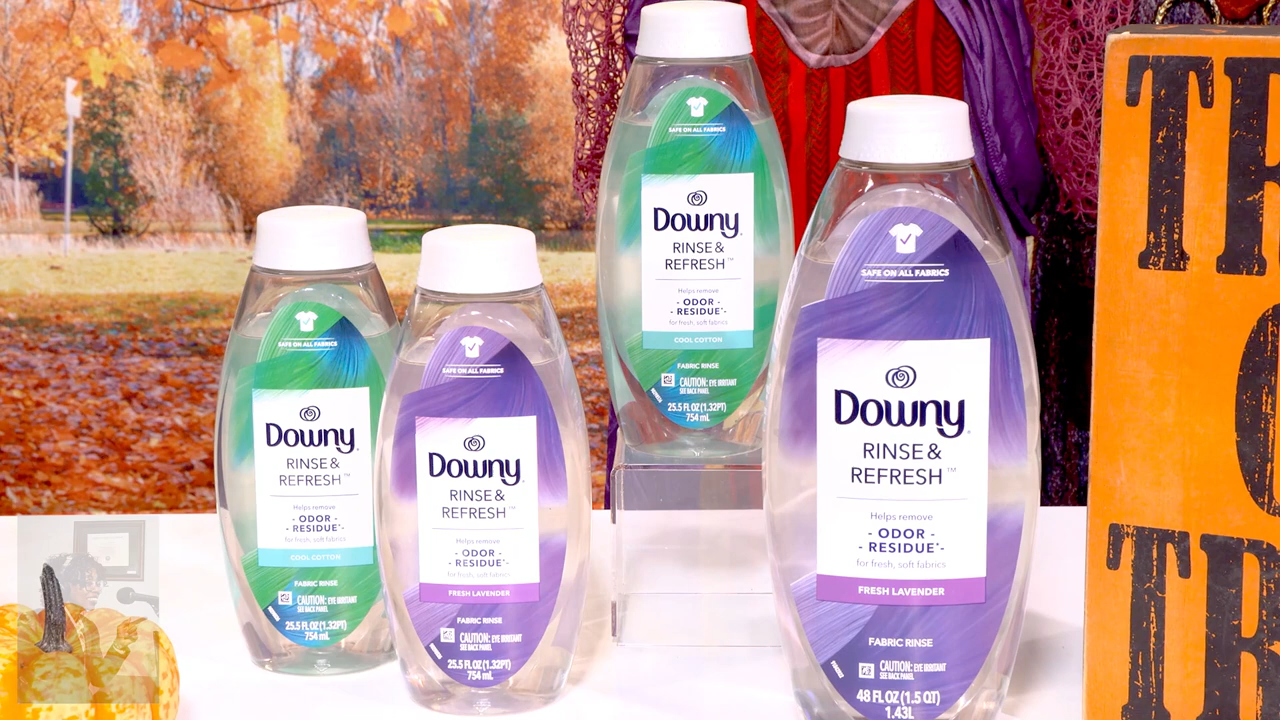 SAFE ON ALL FABRICS
Downy
RINSE &
REFRESH™
Helps remove
- ODOR -
- RESIDUE*-
for fresh, soft fabrics
COOL COTTON
FABRIC RINSE
CAUTION: EYE IRRITANT
SEE BACK PANEL
25.5 FL OZ (1.32PT)
754 mL
SAFE ON ALL FABRICS
Downy
RINSE &
REFRESH™
Helps remove
- ODOR -
- RESIDUE*-
for fresh, soft fabrics
FRESH LAVENDER
FABRIC RINSE
CAUTION: EYE IRRITANT
SEE BACK PANEL
25.5 FL OZ (1.32PT)
754 mL
SAFE ON ALL FABRICS
Downy
RINSE &
REFRESH™
Helps remove
- ODOR -
- RESIDUE*-
for fresh, soft fabrics
COOL COTTON
FABRIC RINSE
CAUTION: EYE IRRITANT
SEE BACK PANEL
25.5 FL OZ (1.32PT)
754 mL
SAFE ON ALL FABRICS
Downy
RINSE &
REFRESH™
Helps remove
- ODOR -
- RESIDUE*-
for fresh, soft fabrics
FRESH LAVENDER
FABRIC RINSE
CAUTION: EYE IRRITANT
SEE BACK PANEL
48 FL OZ (1.5 QT)
1.43L
TR
O
TR